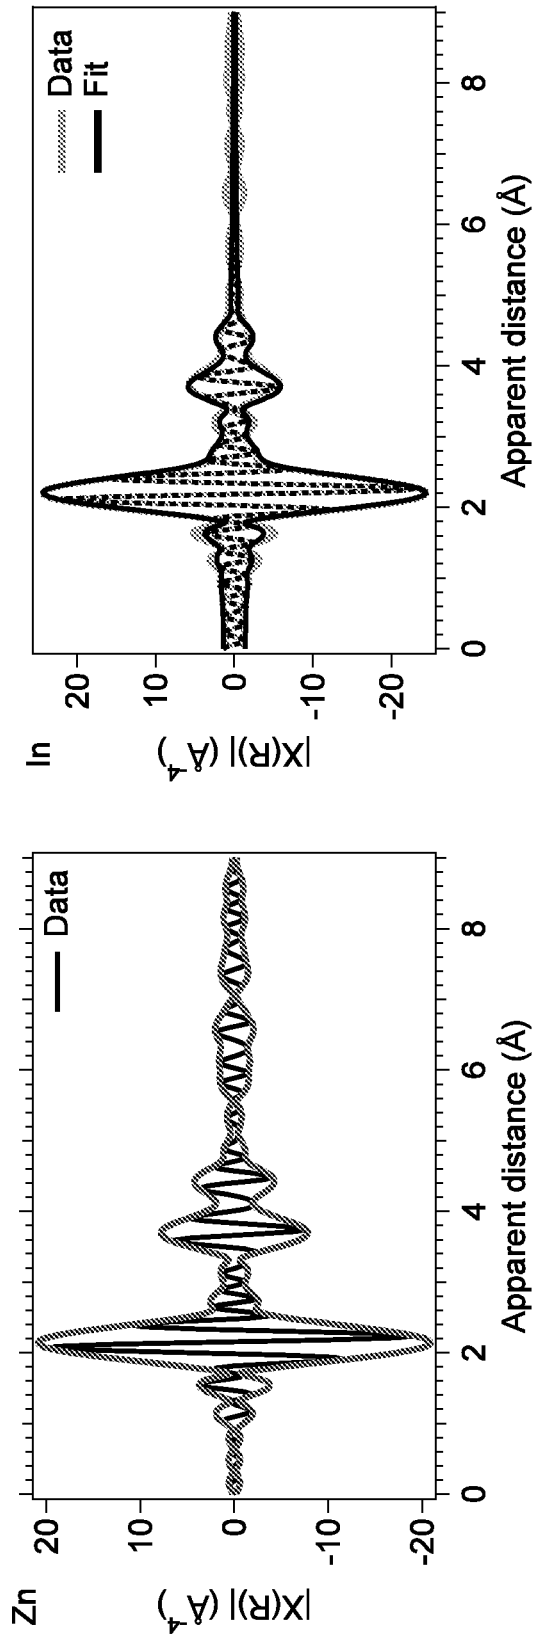 Zn
Data
20
10
0
-10
-20
|X(R)| (Å⁻⁴)
0
2
4
6
8
Apparent distance (Å)
In
Data
Fit
20
10
0
-10
-20
|X(R)| (Å⁻⁴)
0
2
4
6
8
Apparent distance (Å)